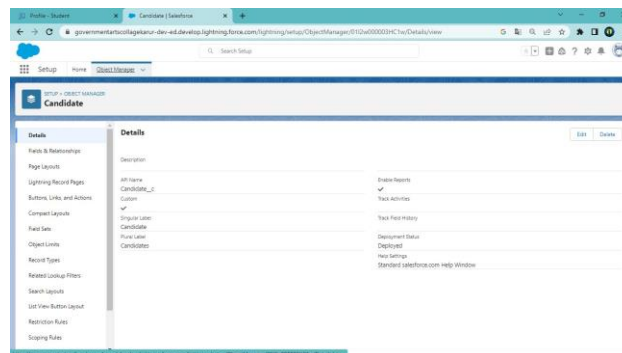 Profile - Student
Candidate | Salesforce
governmentartscollagekarur-dev-ed.develop.lightning.force.com/lightning/setup/ObjectManager/01I2w000003HC1w/Details/view
Search Setup
Setup
Home
Object Manager
SETUP > OBJECT MANAGER
Candidate
Details
Fields & Relationships
Page Layouts
Lightning Record Pages
Buttons, Links, and Actions
Compact Layouts
Field Sets
Object Limits
Record Types
Related Lookup Filters
Search Layouts
List View Button Layout
Restriction Rules
Scoping Rules
Details
Edit
Delete
Description
API Name
Candidate__c
Custom
Singular Label
Candidate
Plural Label
Candidates
Enable Reports
Track Activities
Track Field History
Deployment Status
Deployed
Help Settings
Standard salesforce.com Help Window